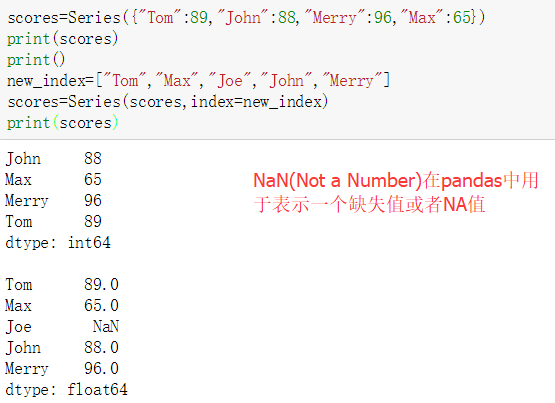 scores=Series({"Tom":89,"John":88,"Merry":96,"Max":65})
print(scores)
print()
new_index=["Tom","Max","Joe","John","Merry"]
scores=Series(scores,index=new_index)
print(scores)
John     88
Max      65
Merry    96
Tom      89
dtype: int64
NaN(Not a Number)在pandas中用
于表示一个缺失值或者NA值
Tom      89.0
Max      65.0
Joe       NaN
John     88.0
Merry    96.0
dtype: float64